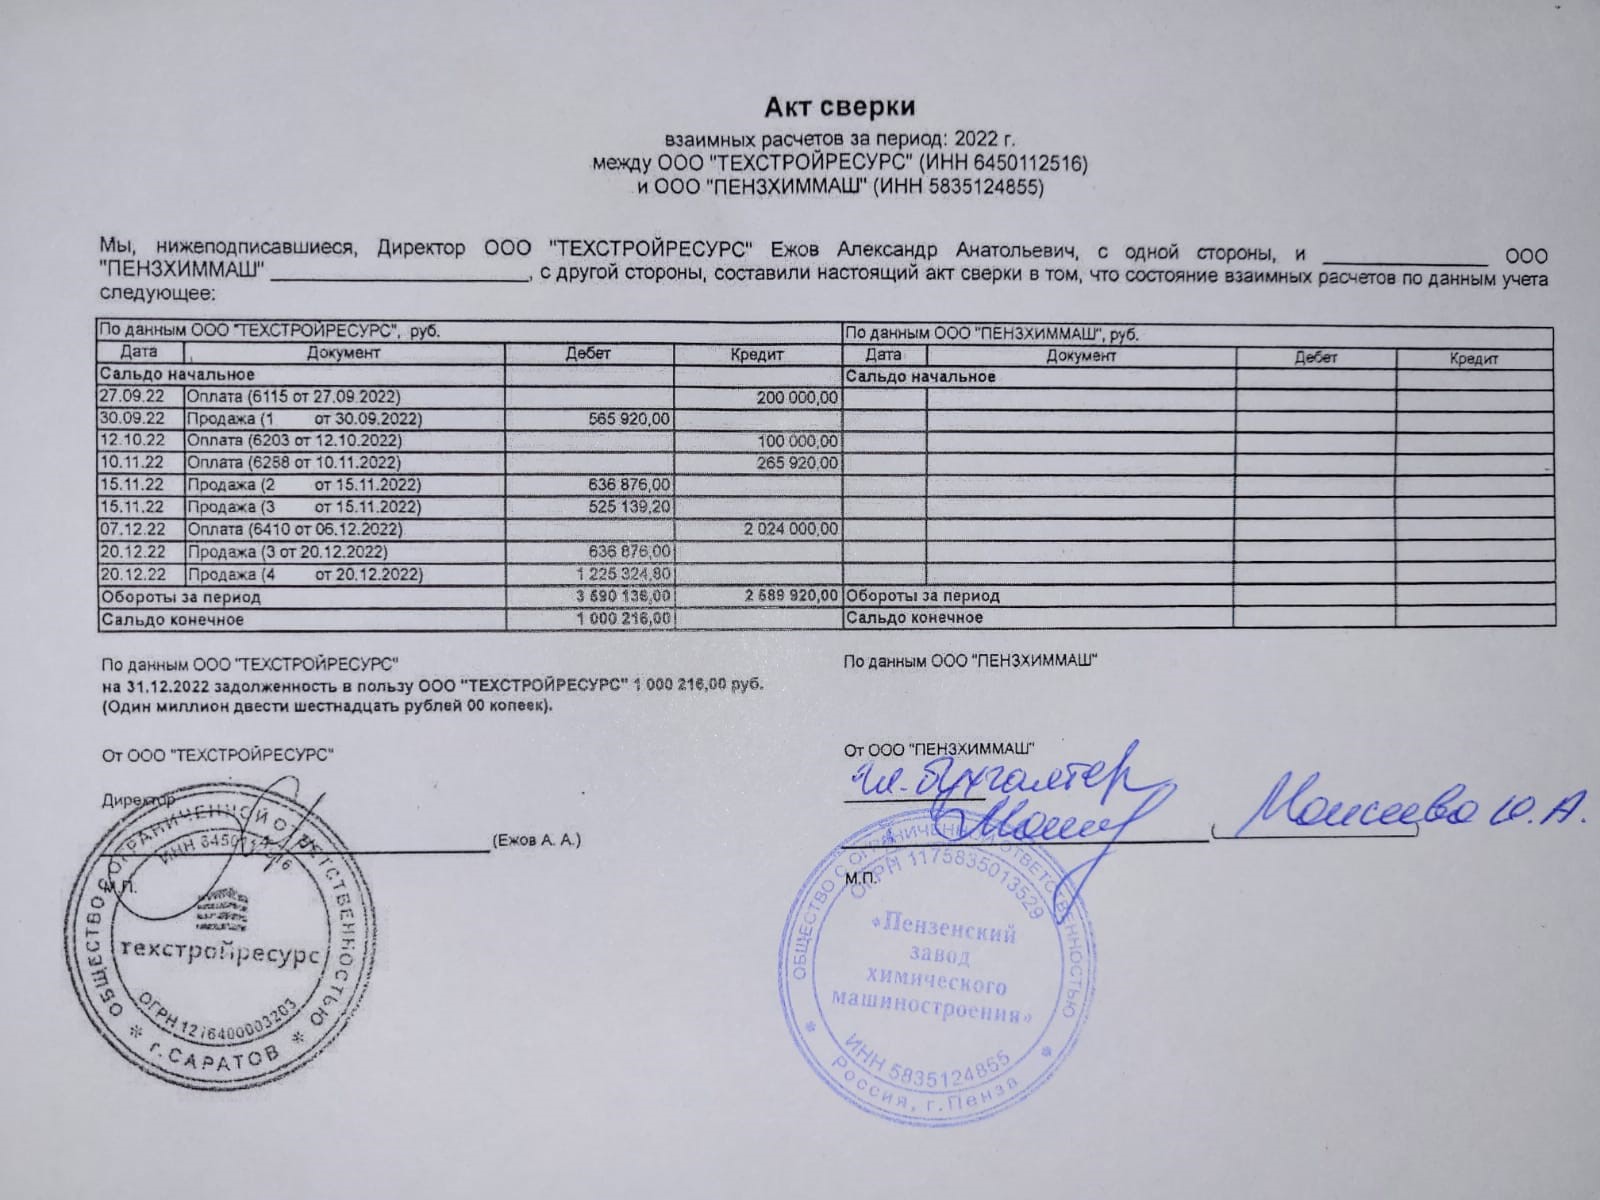 Акт сверки
взаимных расчетов за период: 2022 г.
между ООО "ТЕХСТРОЙРЕСУРС" (ИНН 6450112516)
и ООО "ПЕНЗХИММАШ" (ИНН 5835124855)
Мы, нижеподписавшиеся, Директор ООО "ТЕХСТРОЙРЕСУРС" Ежов Александр Анатольевич, с одной стороны, и ООО
"ПЕНЗХИММАШ" , с другой стороны, составили настоящий акт сверки в том, что состояние взаимных расчетов по данным учета
следующее:
По данным ООО "ТЕХСТРОЙРЕСУРС", руб. По данным ООО "ПЕНЗХИММАШ", руб.
Дата Документ Дебет Кредит Дата Документ Дебет Кредит
Сальдо начальное Сальдо начальное
27.09.22 Оплата (6115 от 27.09.2022) 200 000,00
30.09.22 Продажа (1 от 30.09.2022) 565 920,00
12.10.22 Оплата (6203 от 12.10.2022) 100 000,00
10.11.22 Оплата (6288 от 10.11.2022) 265 920,00
15.11.22 Продажа (2 от 15.11.2022) 636 876,00
15.11.22 Продажа (3 от 15.11.2022) 525 139,20
07.12.22 Оплата (6410 от 06.12.2022) 2 024 000,00
20.12.22 Продажа (3 от 20.12.2022) 636 876,00
20.12.22 Продажа (4 от 20.12.2022) 1 225 324,80
Обороты за период 3 590 136,00 2 589 920,00 Обороты за период
Сальдо конечное 1 000 216,00 Сальдо конечное
По данным ООО "ТЕХСТРОЙРЕСУРС" По данным ООО "ПЕНЗХИММАШ"
на 31.12.2022 задолженность в пользу ООО "ТЕХСТРОЙРЕСУРС" 1 000 216,00 руб.
(Один миллион двести шестнадцать рублей 00 копеек).
От ООО "ТЕХСТРОЙРЕСУРС" От ООО "ПЕНЗХИММАШ"
Директор гл. бухгалтер
(Ежов А. А.) (Моисеева Ю.А.
М.П. М.П.
ОБЩЕСТВО С ОГРАНИЧЕННОЙ ОТВЕТСТВЕННОСТЬЮ
ИНН 6450112516
техстройресурс
ОГРН 1216400003203
* г. САРАТОВ *
ОБЩЕСТВО С ОГРАНИЧЕННОЙ ОТВЕТСТВЕННОСТЬЮ
ОГРН 1175835013529
«Пензенский
завод
химического
машиностроения»
ИНН 5835124855
* Россия, г.Пенза *